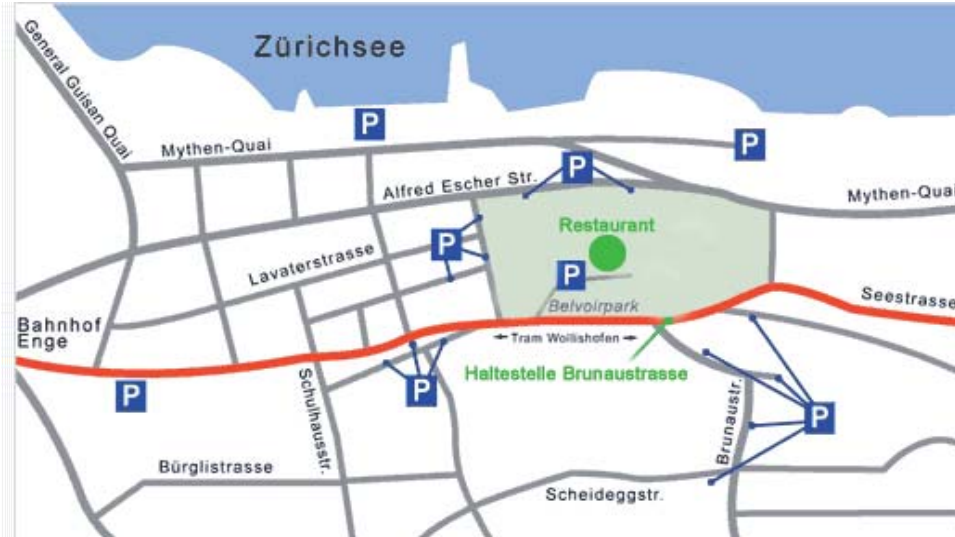 Zürichsee
General Guisan Quai
P
Mythen-Quai
P
P
Alfred Escher Str.
Mythen-Quai
Restaurant
P
Lavaterstrasse
P
Belvoirpark
Seestrasse
Bahnhof
Enge
Tram Wollishofen
Haltestelle Brunaustrasse
P
P
P
Schulhausstr.
Brunaustr.
Bürglistrasse
Scheideggstr.